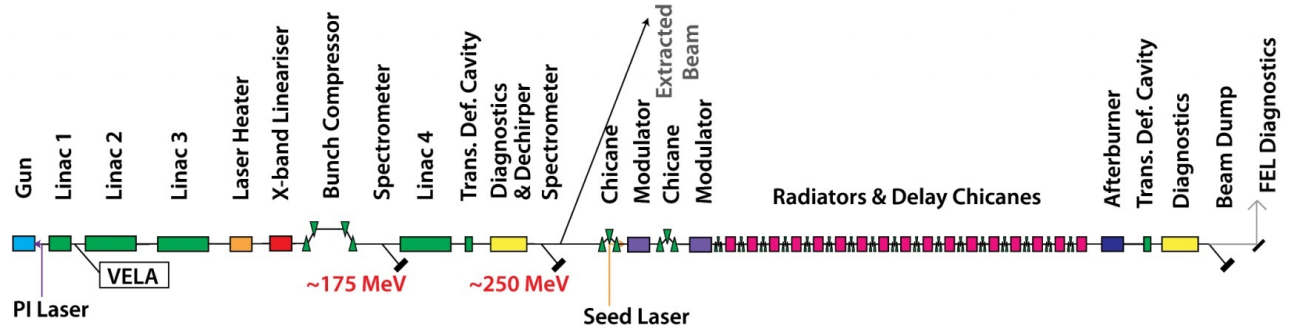 Gun
Linac 1
Linac 2
Linac 3
Laser Heater
X-band Lineariser
Bunch Compressor
Spectrometer
Linac 4
Trans. Def. Cavity
Diagnostics
& Dechirper
Spectrometer
Extracted
Beam
Chicane
Modulator
Chicane
Modulator
Radiators & Delay Chicanes
Afterburner
Trans. Def. Cavity
Diagnostics
Beam Dump
FEL Diagnostics
VELA
~175 MeV
~250 MeV
PI Laser
Seed Laser